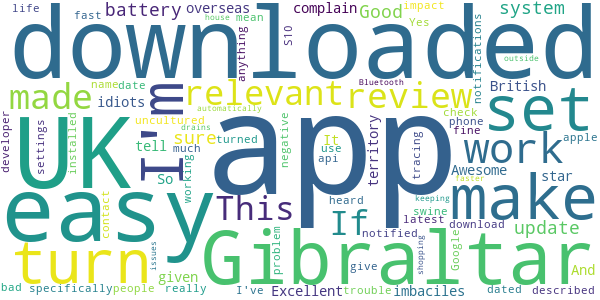 life
fast
battery
overseas
house
mean
complain
Good
impact
Yes
system
downloaded
anything
S10
notifications
made
name
date
I'm
relevant
review
British
set
idiots
uncultured
automatically
developer
settings
UK
installed
sure
turned
drains
negative
It
use
api
territory
tracing
check
phone
fine
apple
outside
Bluetooth
app
work
tell
much
So
working
Awesome
star
easy
contact
This
If
heard
swine
latest
keeping
download
faster
make
notified
update
Google
turn
issues
given
Gibraltar
problem
give
shopping
And
bad
specifically
people
really
I've
Excellent
trouble
imbaciles
dated
described